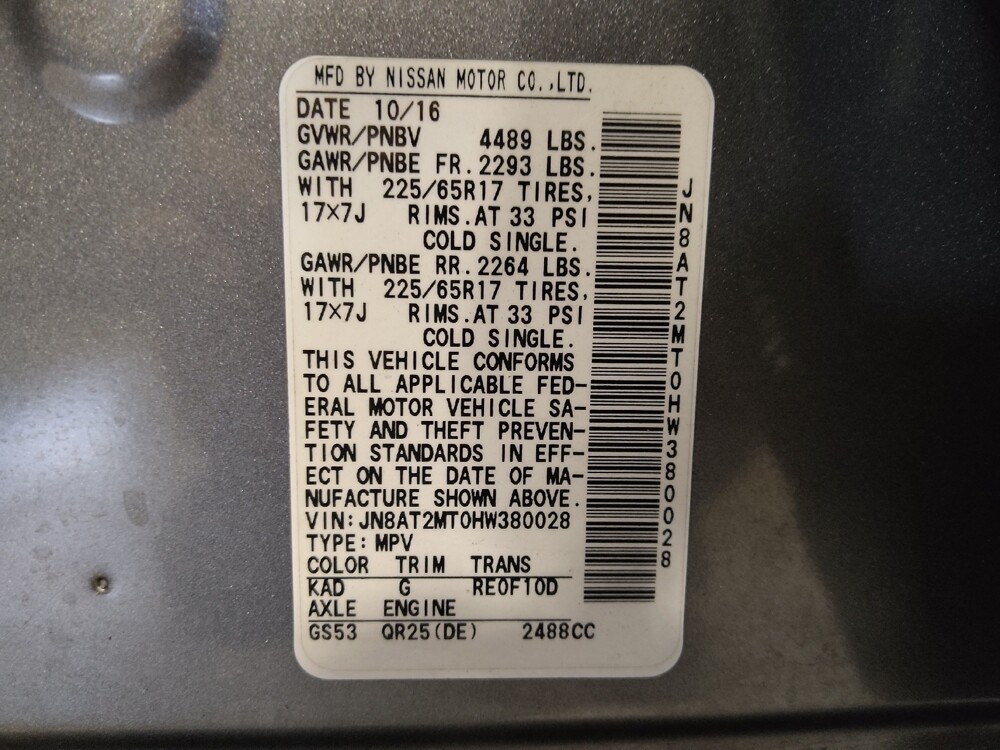 MFD BY NISSAN MOTOR CO.,LTD.
DATE 10/16
GVWR/PNBV 4489 LBS.
GAWR/PNBE FR.2293 LBS.
WITH 225/65R17 TIRES,
17×7J RIMS.AT 33 PSI
COLD SINGLE.
GAWR/PNBE RR.2264 LBS.
WITH 225/65R17 TIRES,
17×7J RIMS.AT 33 PSI
COLD SINGLE.
THIS VEHICLE CONFORMS
TO ALL APPLICABLE FED-
ERAL MOTOR VEHICLE SA-
FETY AND THEFT PREVEN-
TION STANDARDS IN EFF-
ECT ON THE DATE OF MA-
NUFACTURE SHOWN ABOVE.
VIN:JN8AT2MT0HW380028
TYPE:MPV
COLOR TRIM TRANS
KAD G RE0F10D
AXLE ENGINE
GS53 QR25(DE) 2488CC
JN8AT2MT0HW380028